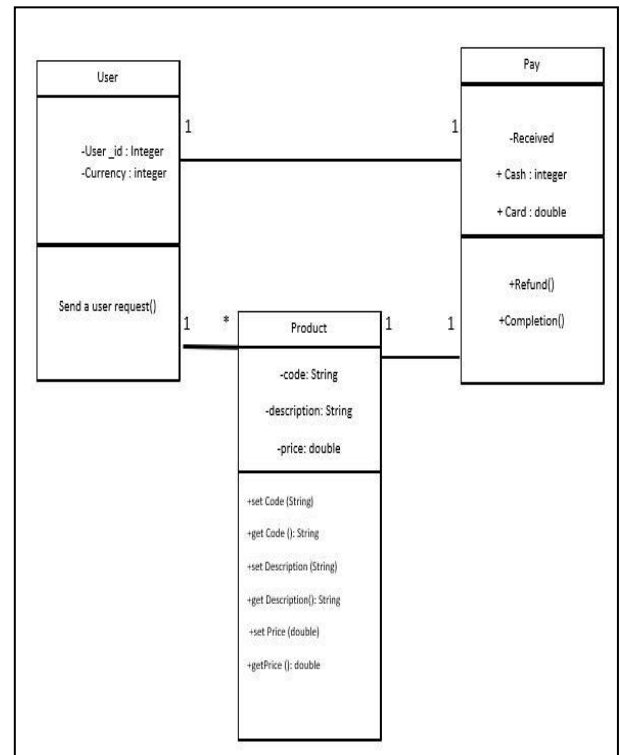 User
-User _id : Integer
-Currency : integer
Send a user request()
1
1
Pay
-Received
+ Cash : integer
+ Card : double
+Refund()
+Completion()
1
*
Product
1
1
-code: String
-description: String
-price: double
+set Code (String)
+get Code (): String
+set Description (String)
+get Description(): String
+set Price (double)
+getPrice (): double